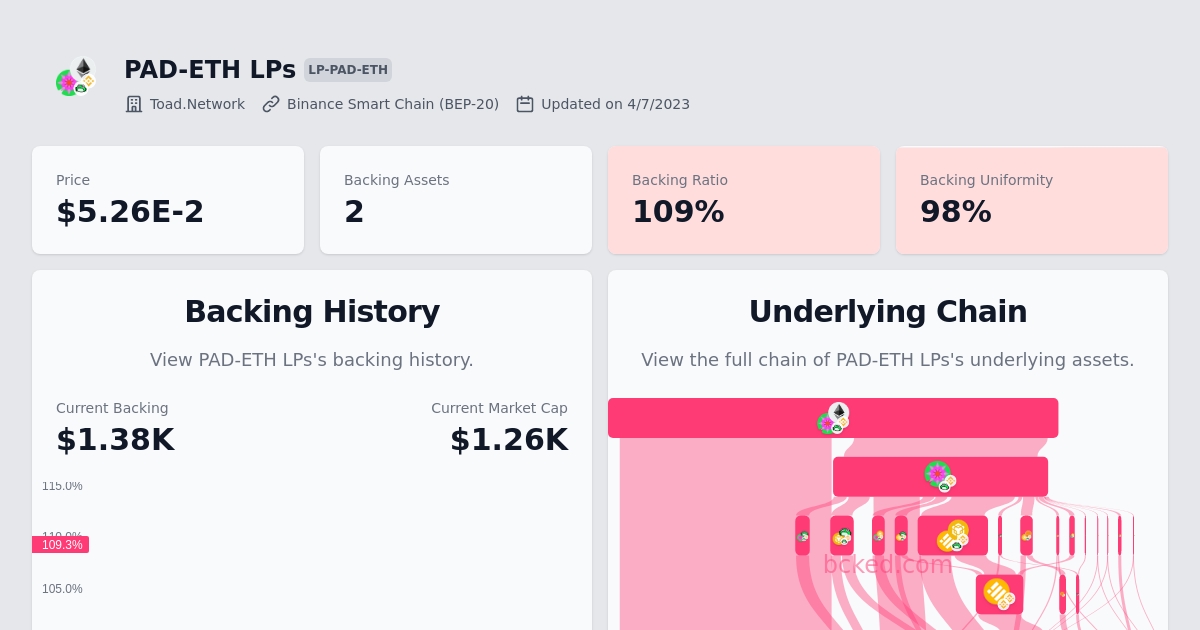 PAD-ETH LPs LP-PAD-ETH
Toad.Network Binance Smart Chain (BEP-20) Updated on 4/7/2023
Price
$5.26E-2
Backing Assets
2
Backing Ratio
109%
Backing Uniformity
98%
Backing History
View PAD-ETH LPs's backing history.
Current Backing
$1.38K
Current Market Cap
$1.26K
115.0%
110.0%
109.3%
105.0%
Underlying Chain
View the full chain of PAD-ETH LPs's underlying assets.
bcked.com